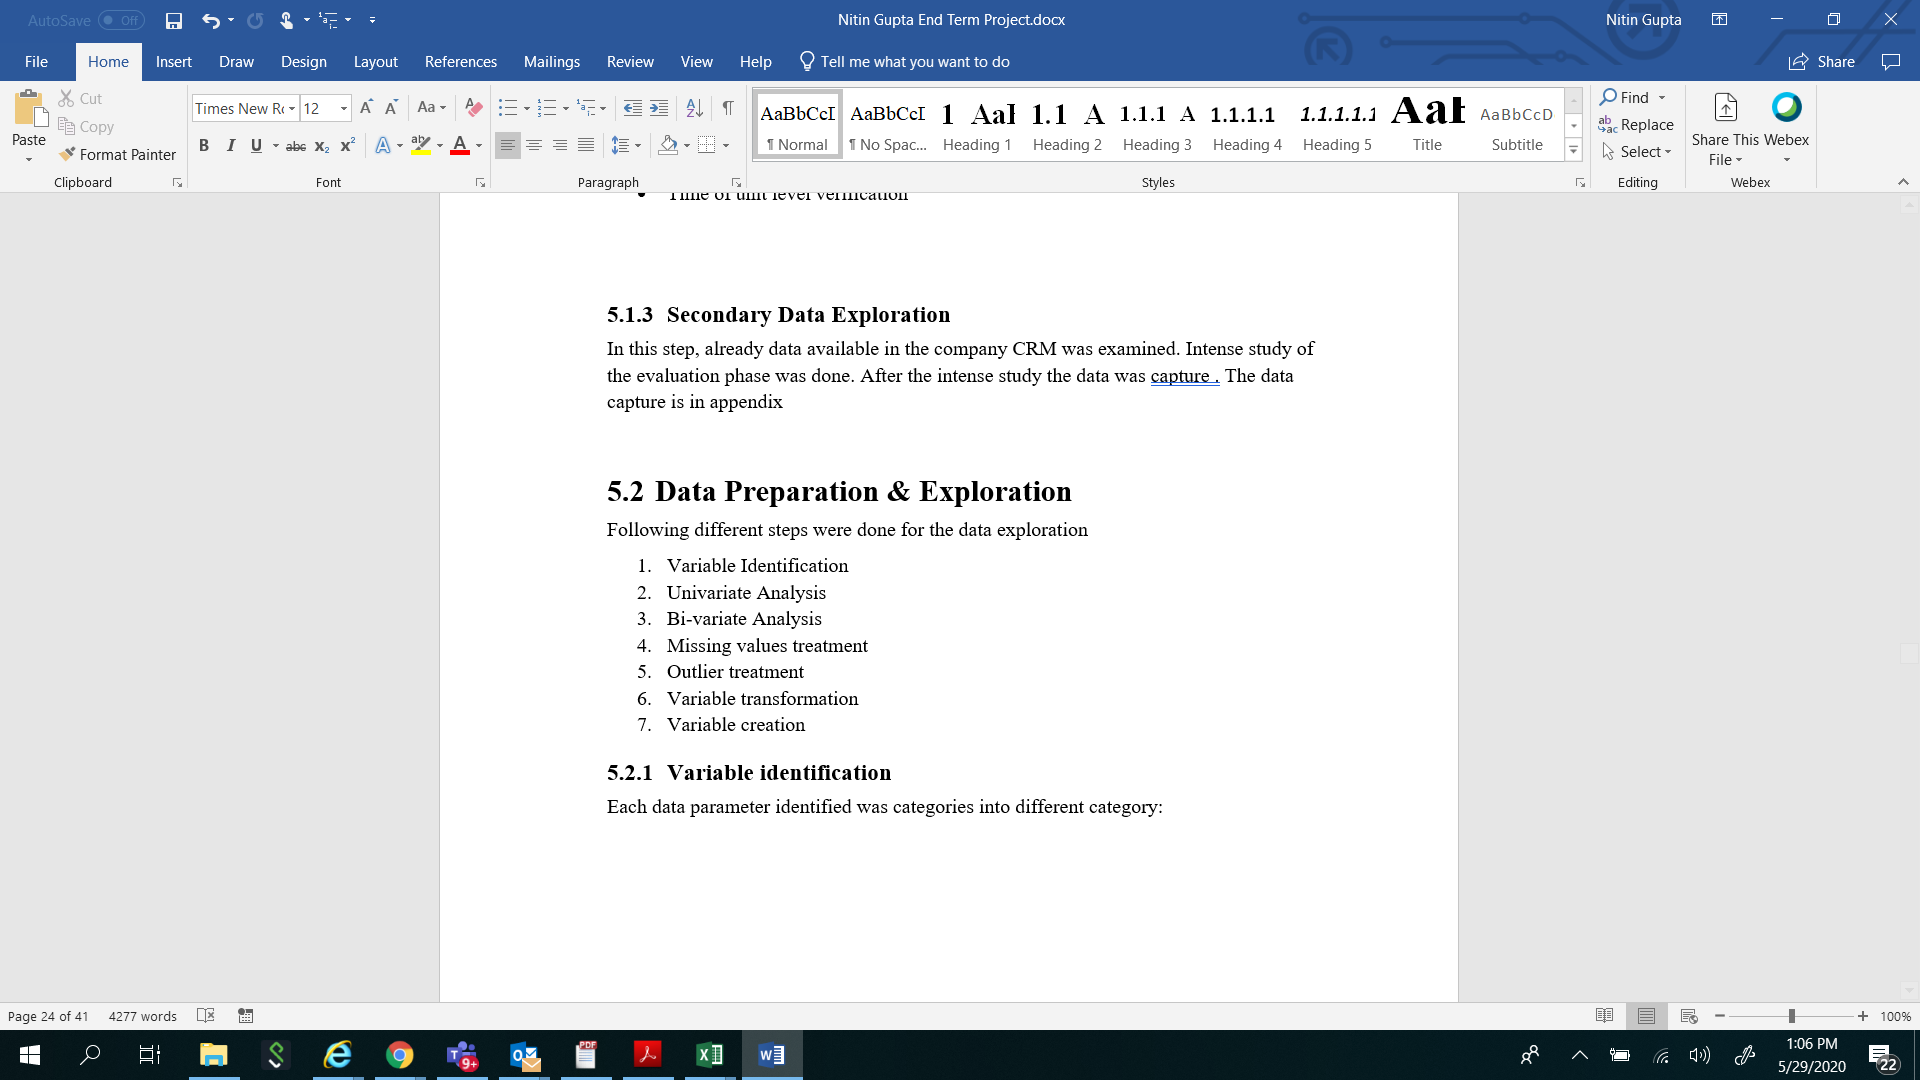 AutoSave Off
Nitin Gupta End Term Project.docx
Nitin Gupta
File Home Insert Draw Design Layout References Mailings Review View Help Tell me what you want to do
Share
Paste
Cut
Copy
Format Painter
Clipboard
Times New Ro 12
Font
Paragraph
AaBbCcI AaBbCcI 1 AaI 1.1 A 1.1.1 A 1.1.1.1 1.1.1.1.1 AaI AaBbCcD
¶ Normal ¶ No Spac... Heading 1 Heading 2 Heading 3 Heading 4 Heading 5 Title Subtitle
Styles
Find
Replace
Select
Editing
Share This File
Webex
Webex
Time of unit level verification
5.1.3 Secondary Data Exploration
In this step, already data available in the company CRM was examined. Intense study of
the evaluation phase was done. After the intense study the data was capture . The data
capture is in appendix
5.2 Data Preparation & Exploration
Following different steps were done for the data exploration
1. Variable Identification
2. Univariate Analysis
3. Bi-variate Analysis
4. Missing values treatment
5. Outlier treatment
6. Variable transformation
7. Variable creation
5.2.1 Variable identification
Each data parameter identified was categories into different category:
Page 24 of 41 4277 words
100%
1:06 PM
5/29/2020
22